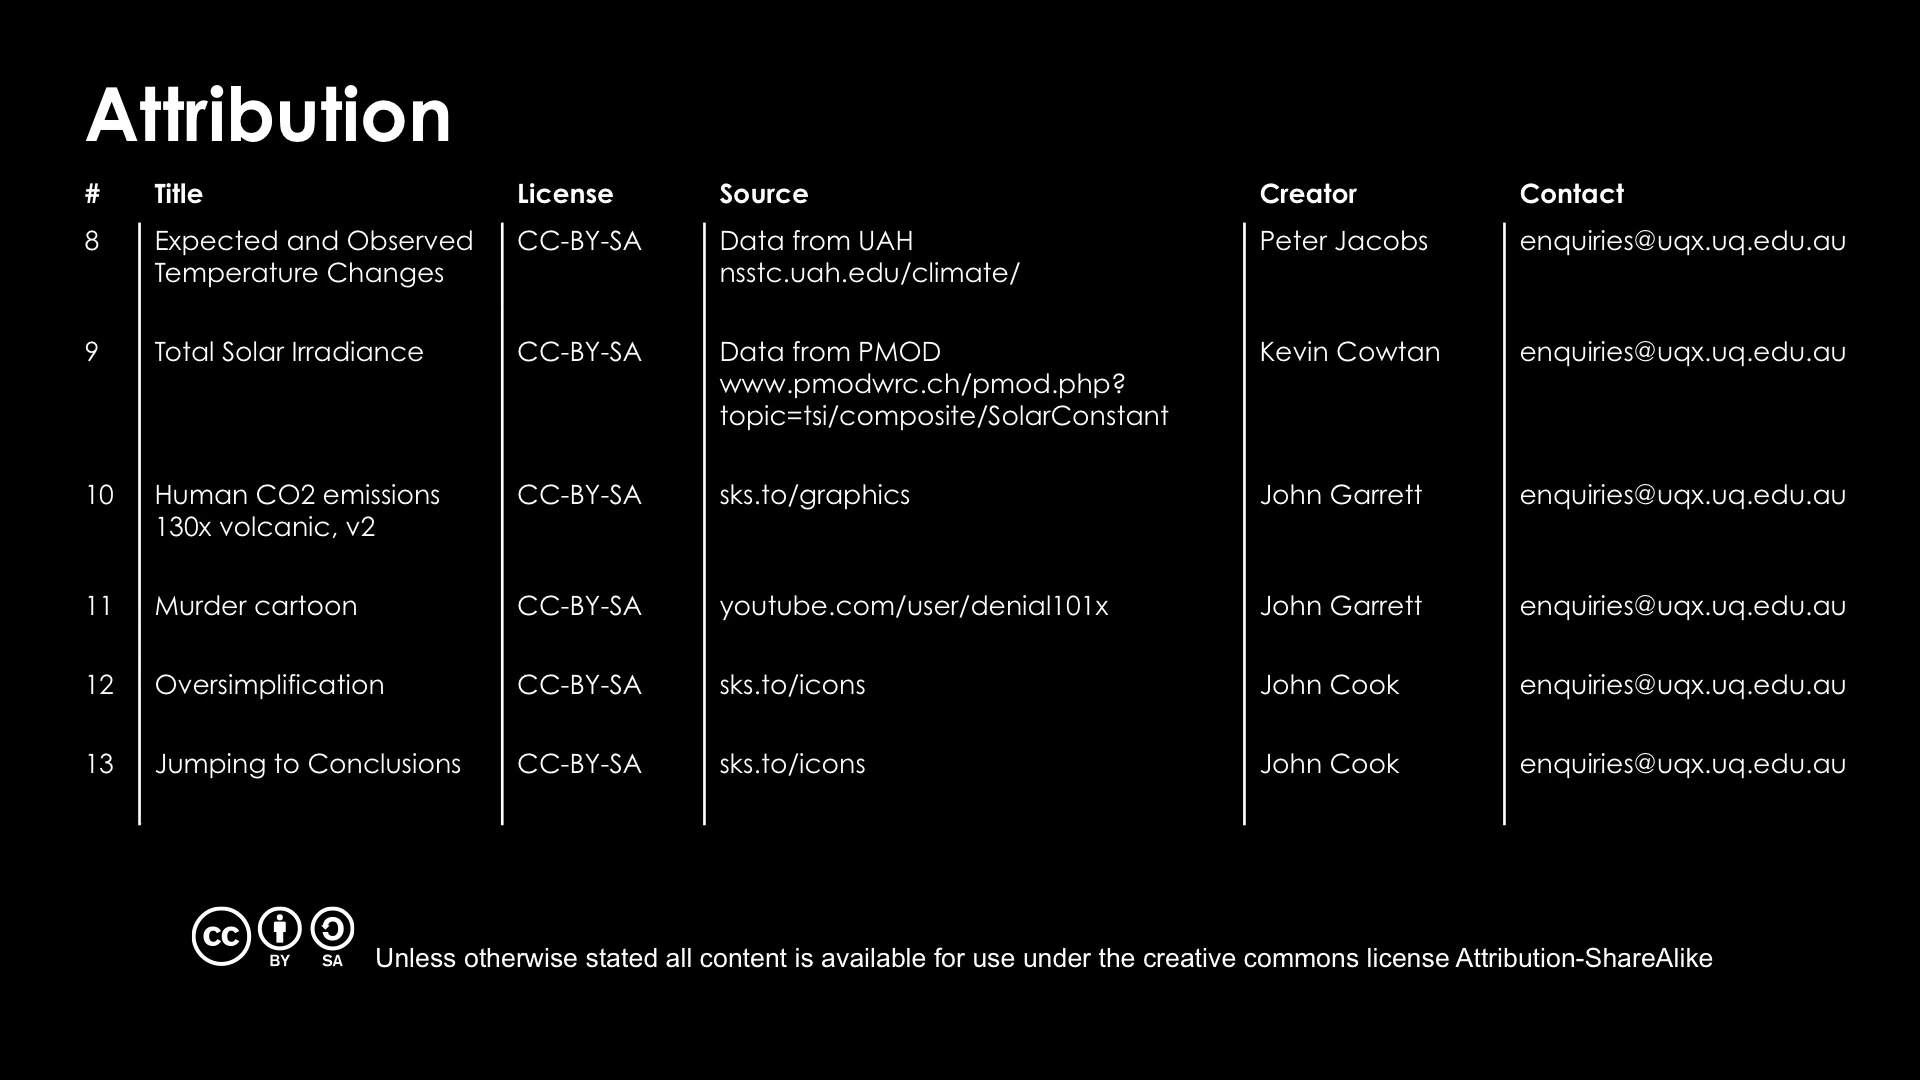 Attribution
# Title License Source Creator Contact
8 Expected and Observed CC-BY-SA Data from UAH Peter Jacobs enquiries@uqx.uq.edu.au
Temperature Changes nsstc.uah.edu/climate/
9 Total Solar Irradiance CC-BY-SA Data from PMOD Kevin Cowtan enquiries@uqx.uq.edu.au
www.pmodwrc.ch/pmod.php?
topic=tsi/composite/SolarConstant
10 Human CO2 emissions CC-BY-SA sks.to/graphics John Garrett enquiries@uqx.uq.edu.au
130x volcanic, v2
11 Murder cartoon CC-BY-SA youtube.com/user/denial101x John Garrett enquiries@uqx.uq.edu.au
12 Oversimplification CC-BY-SA sks.to/icons John Cook enquiries@uqx.uq.edu.au
13 Jumping to Conclusions CC-BY-SA sks.to/icons John Cook enquiries@uqx.uq.edu.au
cc BY SA Unless otherwise stated all content is available for use under the creative commons license Attribution-ShareAlike